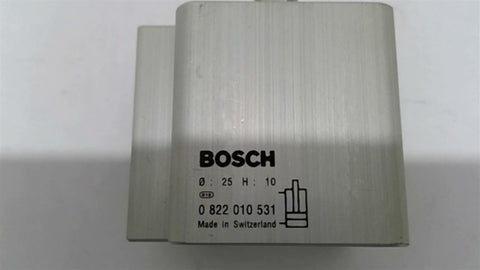 BOSCH
Ø: 25 H: 10
0 822 010 531
Made in Switzerland